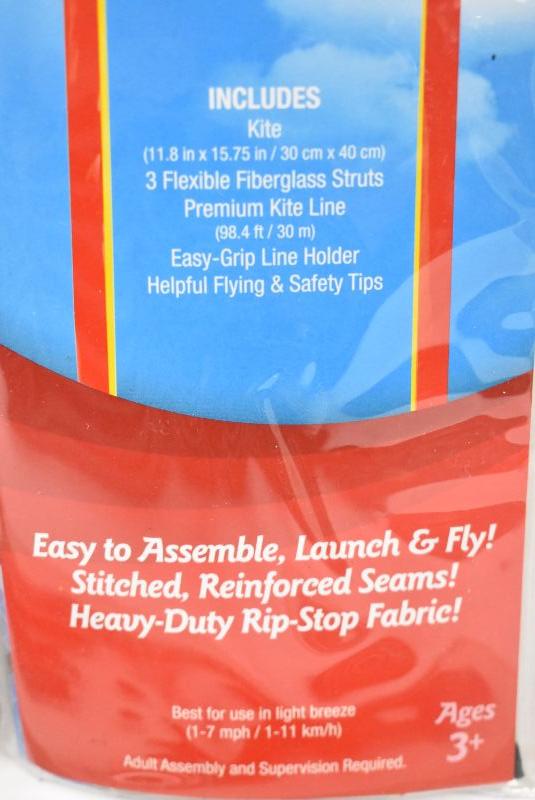 INCLUDES
Kite
(11.8 in x 15.75 in / 30 cm x 40 cm)
3 Flexible Fiberglass Struts
Premium Kite Line
(98.4 ft / 30 m)
Easy-Grip Line Holder
Helpful Flying & Safety Tips
Easy to Assemble, Launch & Fly!
Stitched, Reinforced Seams!
Heavy-Duty Rip-Stop Fabric!
Best for use in light breeze
(1-7 mph / 1-11 km/h)
Adult Assembly and Supervision Required.
Ages
3+